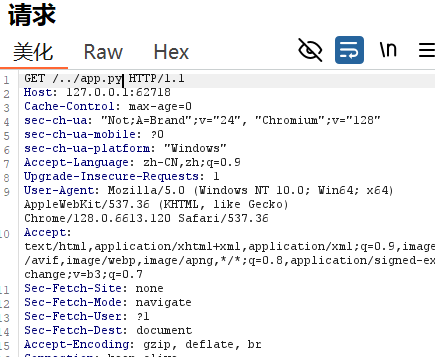 请求
美化 Raw Hex \n
1 GET /../app.py HTTP/1.1
2 Host: 127.0.0.1:62718
3 Cache-Control: max-age=0
4 sec-ch-ua: "Not;A=Brand";v="24", "Chromium";v="128"
5 sec-ch-ua-mobile: ?0
6 sec-ch-ua-platform: "Windows"
7 Accept-Language: zh-CN,zh;q=0.9
8 Upgrade-Insecure-Requests: 1
9 User-Agent: Mozilla/5.0 (Windows NT 10.0; Win64; x64)
AppleWebKit/537.36 (KHTML, like Gecko)
Chrome/128.0.6613.120 Safari/537.36
10 Accept:
text/html,application/xhtml+xml,application/xml;q=0.9,image
/avif,image/webp,image/apng,*/*;q=0.8,application/signed-ex
change;v=b3;q=0.7
11 Sec-Fetch-Site: none
12 Sec-Fetch-Mode: navigate
13 Sec-Fetch-User: ?1
14 Sec-Fetch-Dest: document
15 Accept-Encoding: gzip, deflate, br